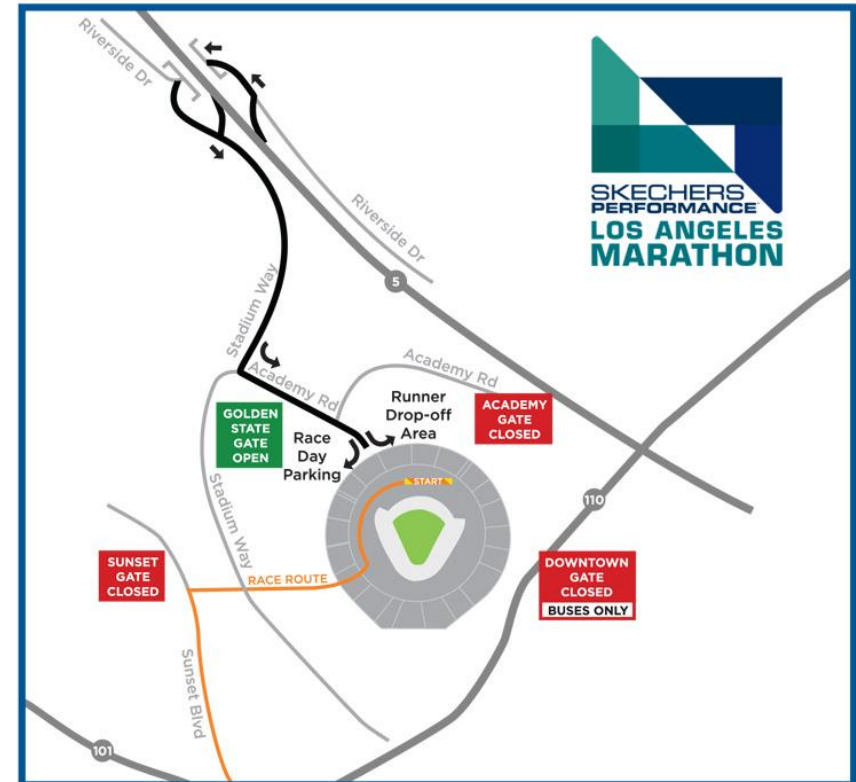 Riverside Dr
SKECHERS
PERFORMANCE
LOS ANGELES
MARATHON
Riverside Dr
5
Stadium Way
Academy Rd
Academy Rd
GOLDEN
STATE
GATE
OPEN
Race
Day
Parking
Runner
Drop-off
Area
ACADEMY
GATE
CLOSED
START
110
Stadium Way
SUNSET
GATE
CLOSED
RACE ROUTE
DOWNTOWN
GATE
CLOSED
BUSES ONLY
Sunset Blvd
101